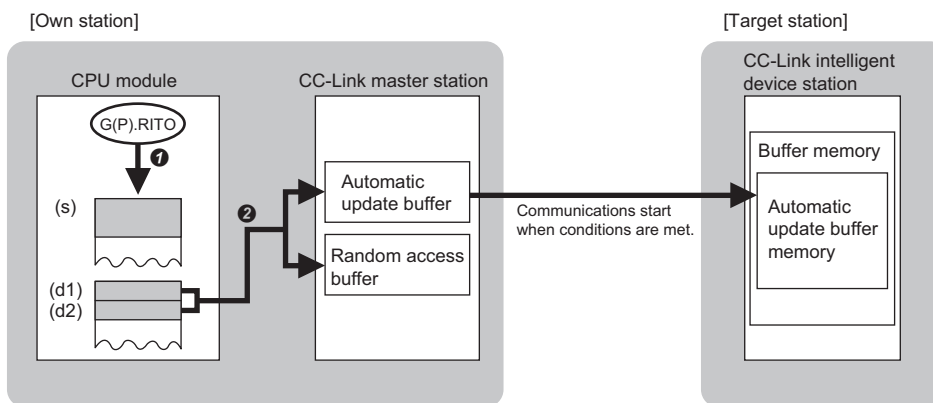 [Own station]
[Target station]
CPU module
CC-Link master station
CC-Link intelligent
device station
G(P).RITO
❶
Buffer memory
(s)
❷
Automatic
update buffer
Communications start
when conditions are met.
Automatic
update buffer
memory
Random access
buffer
(d1)
(d2)